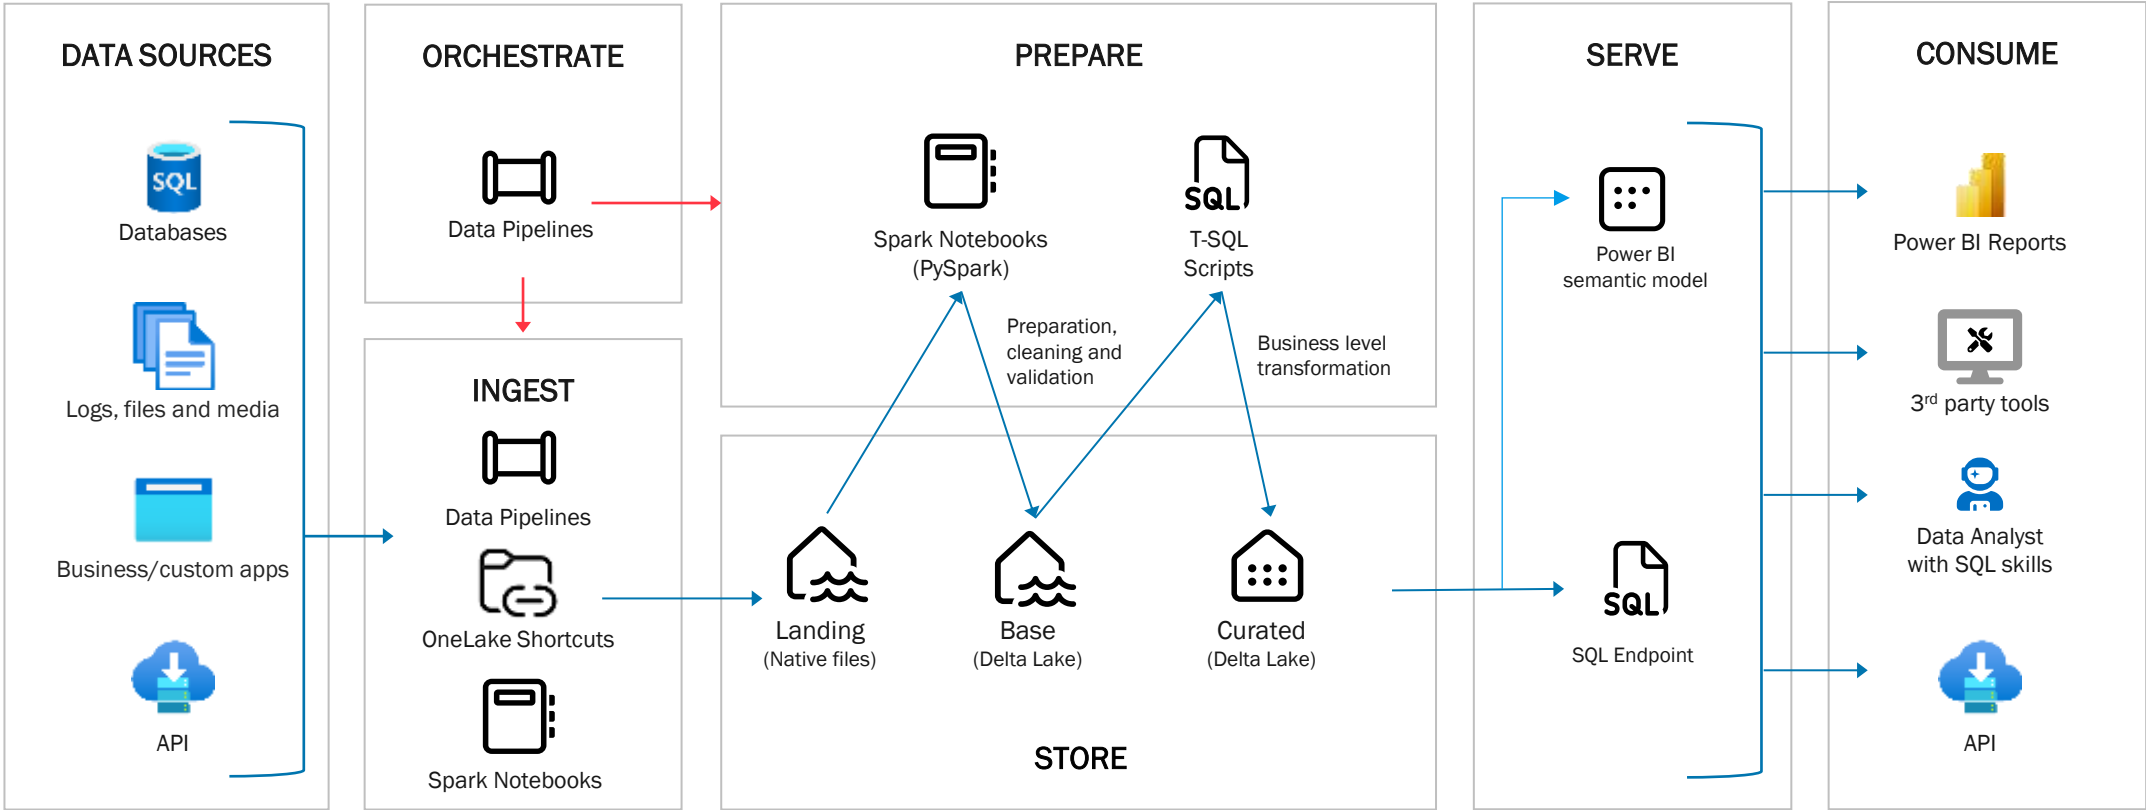 DATA SOURCES
SQL
Databases
Logs, files and media
Business/custom apps
API
ORCHESTRATE
Data Pipelines
INGEST
Data Pipelines
OneLake Shortcuts
Spark Notebooks
PREPARE
Spark Notebooks
(PySpark)
SQL
T-SQL
Scripts
Preparation,
cleaning and
validation
Business level
transformation
Landing
(Native files)
Base
(Delta Lake)
Curated
(Delta Lake)
STORE
SERVE
Power BI
semantic model
SQL
SQL Endpoint
CONSUME
Power BI Reports
3rd party tools
Data Analyst
with SQL skills
API